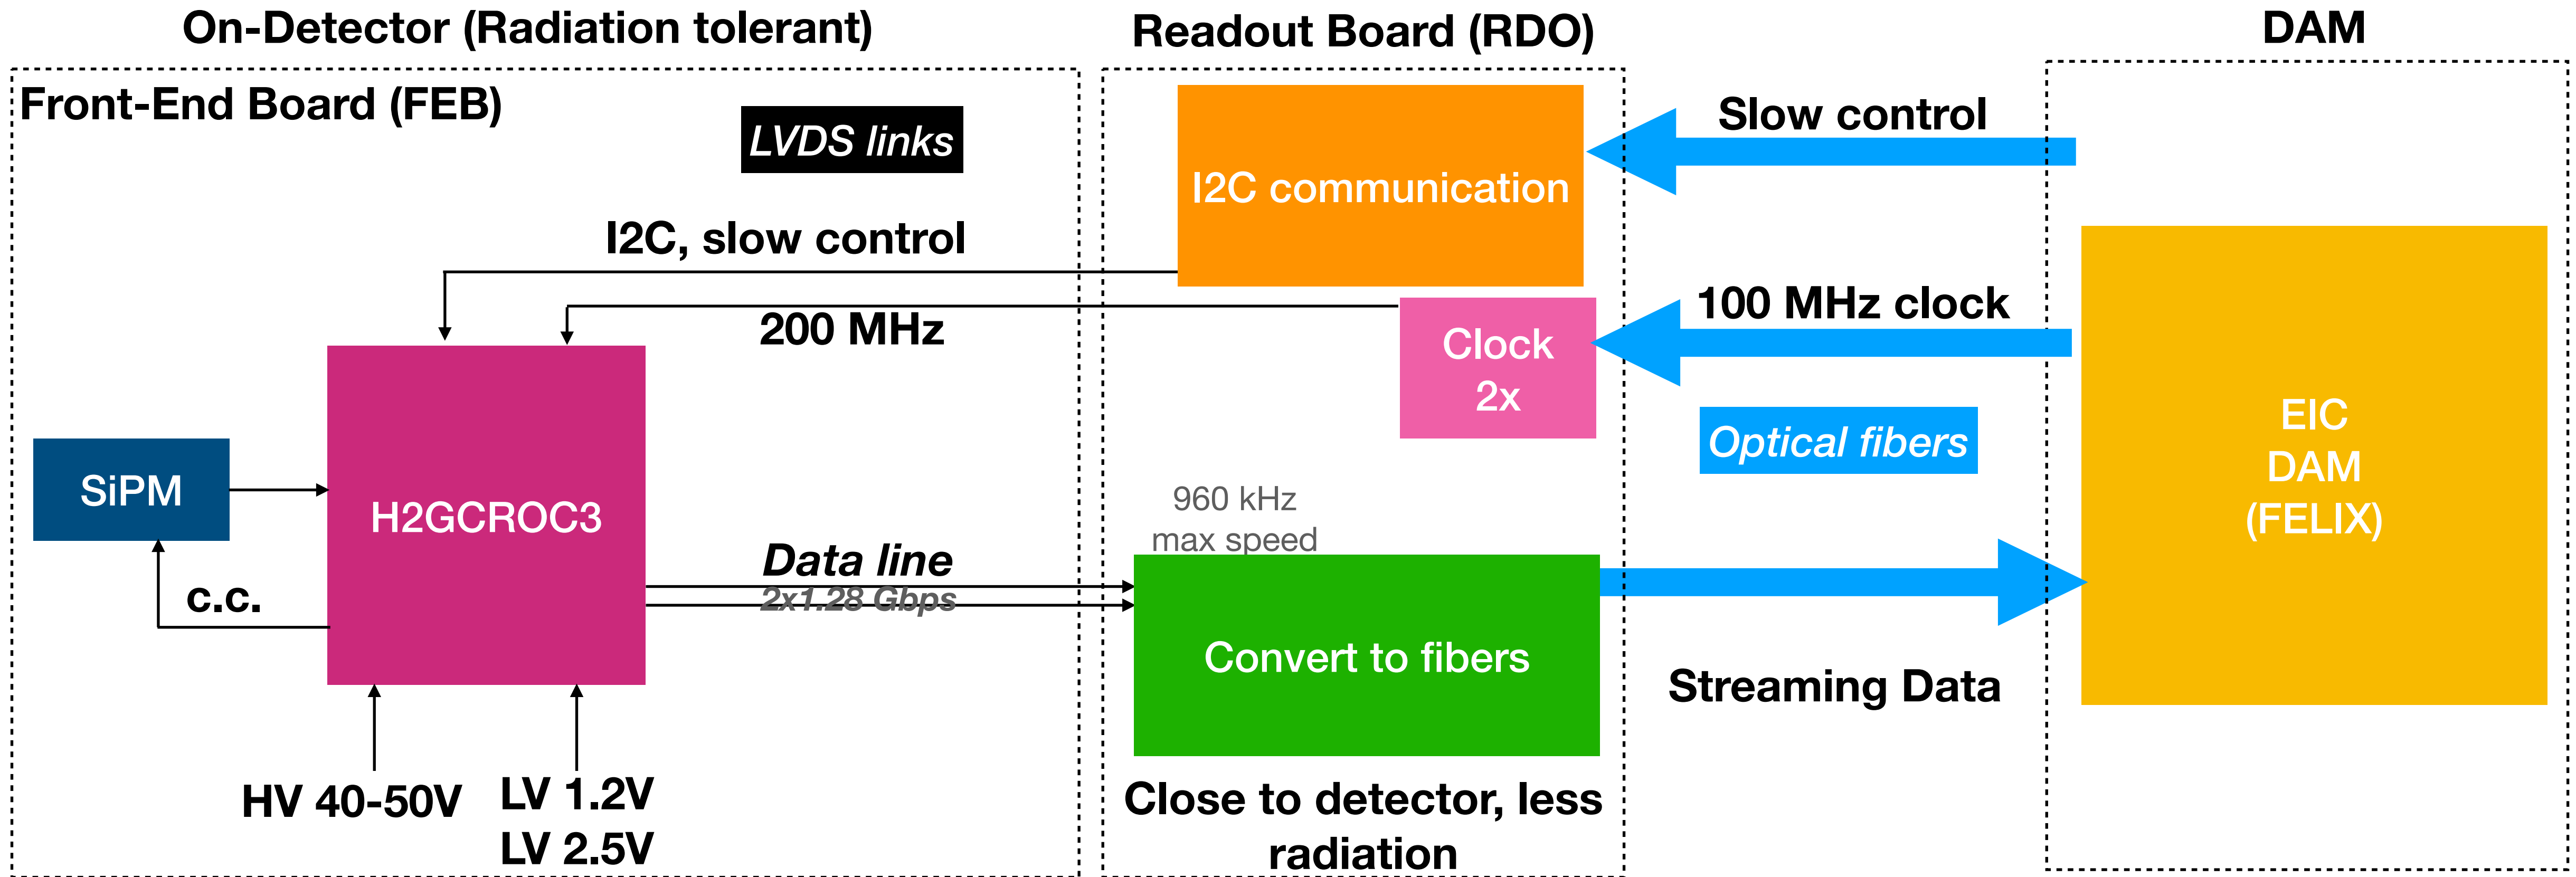 On-Detector (Radiation tolerant)
Readout Board (RDO)
DAM
Front-End Board (FEB)
LVDS links
I2C communication
Slow control
I2C, slow control
200 MHz
Clock
2x
100 MHz clock
Optical fibers
EIC
DAM
(FELIX)
SiPM
H2GCROC3
c.c.
960 kHz
max speed
Data line
2x1.28 Gbps
Convert to fibers
Streaming Data
HV 40-50V
LV 1.2V
LV 2.5V
Close to detector, less
radiation